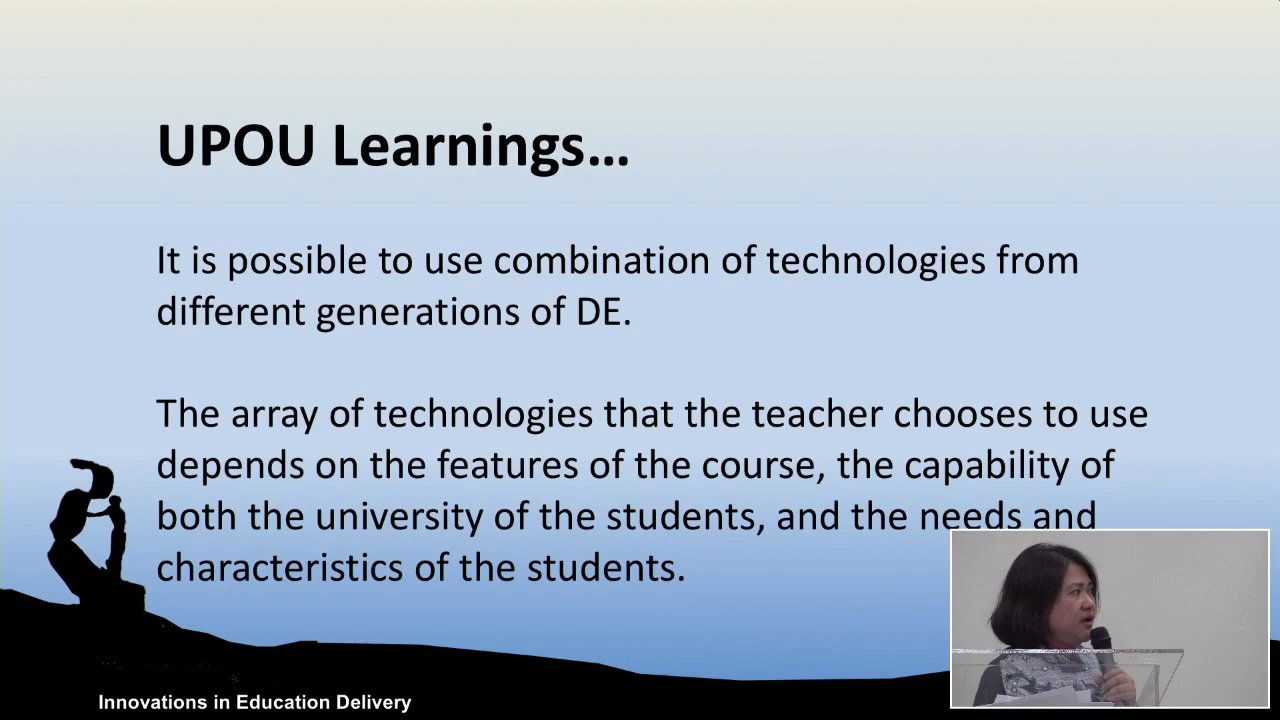 UPOU Learnings…
It is possible to use combination of technologies from
different generations of DE.
The array of technologies that the teacher chooses to use
depends on the features of the course, the capability of
both the university of the students, and the needs and
characteristics of the students.
Innovations in Education Delivery